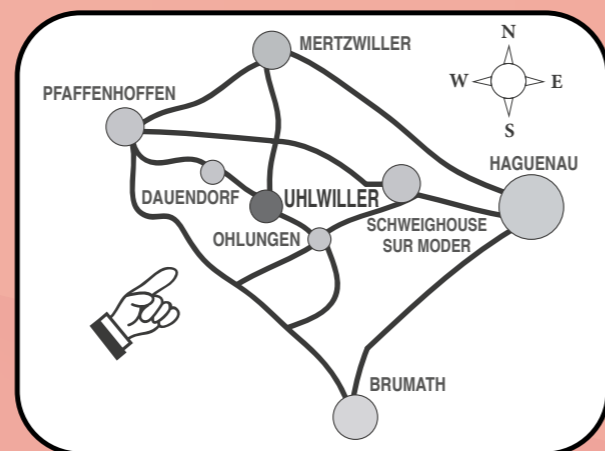 N
MERTZWILLER
W E
PFAFFENHOFFEN
S
HAGUENAU
DAUENDORF
UHLWILLER
SCHWEIGHOUSE
SUR MODER
OHLUNGEN
BRUMATH